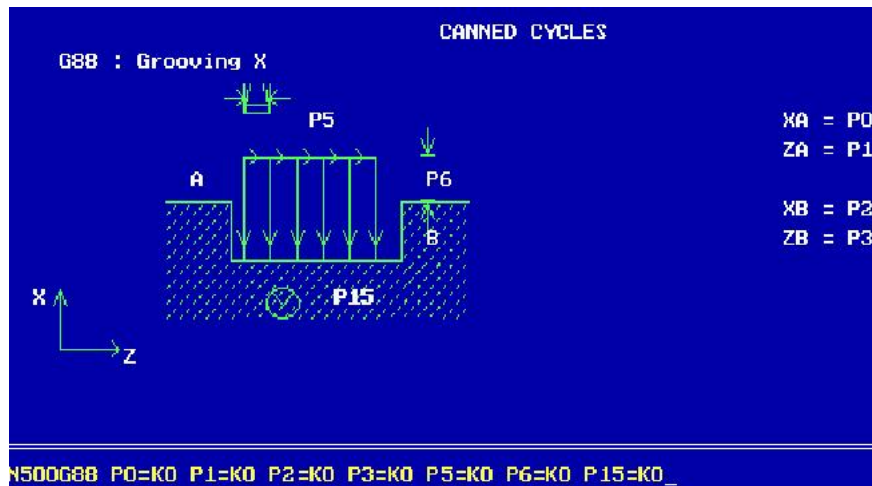 CANNED CYCLES
G88 : Grooving X
P5
XA = P0
ZA = P1
A
P6
XB = P2
B
ZB = P3
P15
X
Z
N500G88 P0=K0 P1=K0 P2=K0 P3=K0 P5=K0 P6=K0 P15=K0_